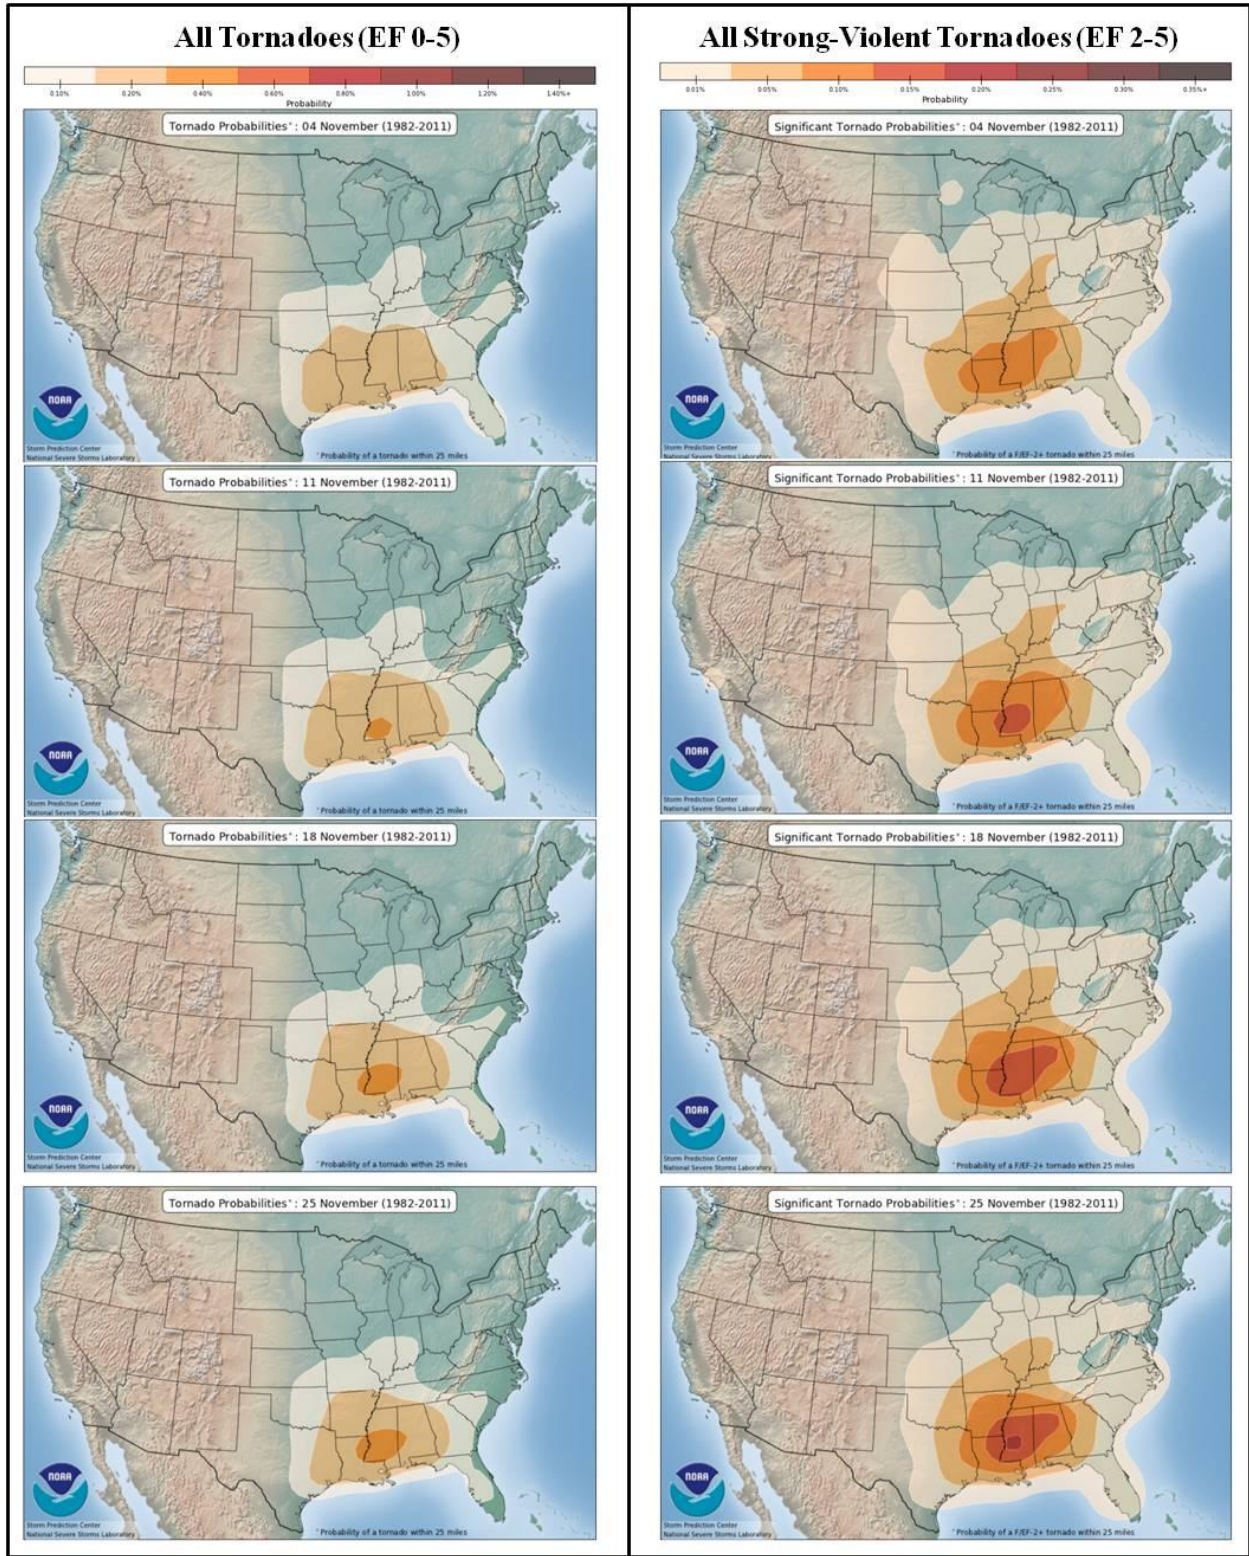 All Tornadoes (EF 0-5)
0.10% 0.20% 0.40% 0.60% 0.80% 1.00% 1.20% 1.40%+
Probability
Tornado Probabilities* : 04 November (1982-2011)
NOAA
Storm Prediction Center
National Severe Storms Laboratory
*Probability of a tornado within 25 miles
Tornado Probabilities* : 11 November (1982-2011)
NOAA
Storm Prediction Center
National Severe Storms Laboratory
*Probability of a tornado within 25 miles
Tornado Probabilities* : 18 November (1982-2011)
NOAA
Storm Prediction Center
National Severe Storms Laboratory
*Probability of a tornado within 25 miles
Tornado Probabilities* : 25 November (1982-2011)
NOAA
Storm Prediction Center
National Severe Storms Laboratory
*Probability of a tornado within 25 miles
All Strong-Violent Tornadoes (EF 2-5)
0.01% 0.05% 0.10% 0.15% 0.20% 0.25% 0.30% 0.35%+
Probability
Significant Tornado Probabilities* : 04 November (1982-2011)
NOAA
Storm Prediction Center
National Severe Storms Laboratory
*Probability of a F/EF-2+ tornado within 25 miles
Significant Tornado Probabilities* : 11 November (1982-2011)
NOAA
Storm Prediction Center
National Severe Storms Laboratory
*Probability of a F/EF-2+ tornado within 25 miles
Significant Tornado Probabilities* : 18 November (1982-2011)
NOAA
Storm Prediction Center
National Severe Storms Laboratory
*Probability of a F/EF-2+ tornado within 25 miles
Significant Tornado Probabilities* : 25 November (1982-2011)
NOAA
Storm Prediction Center
National Severe Storms Laboratory
*Probability of a F/EF-2+ tornado within 25 miles